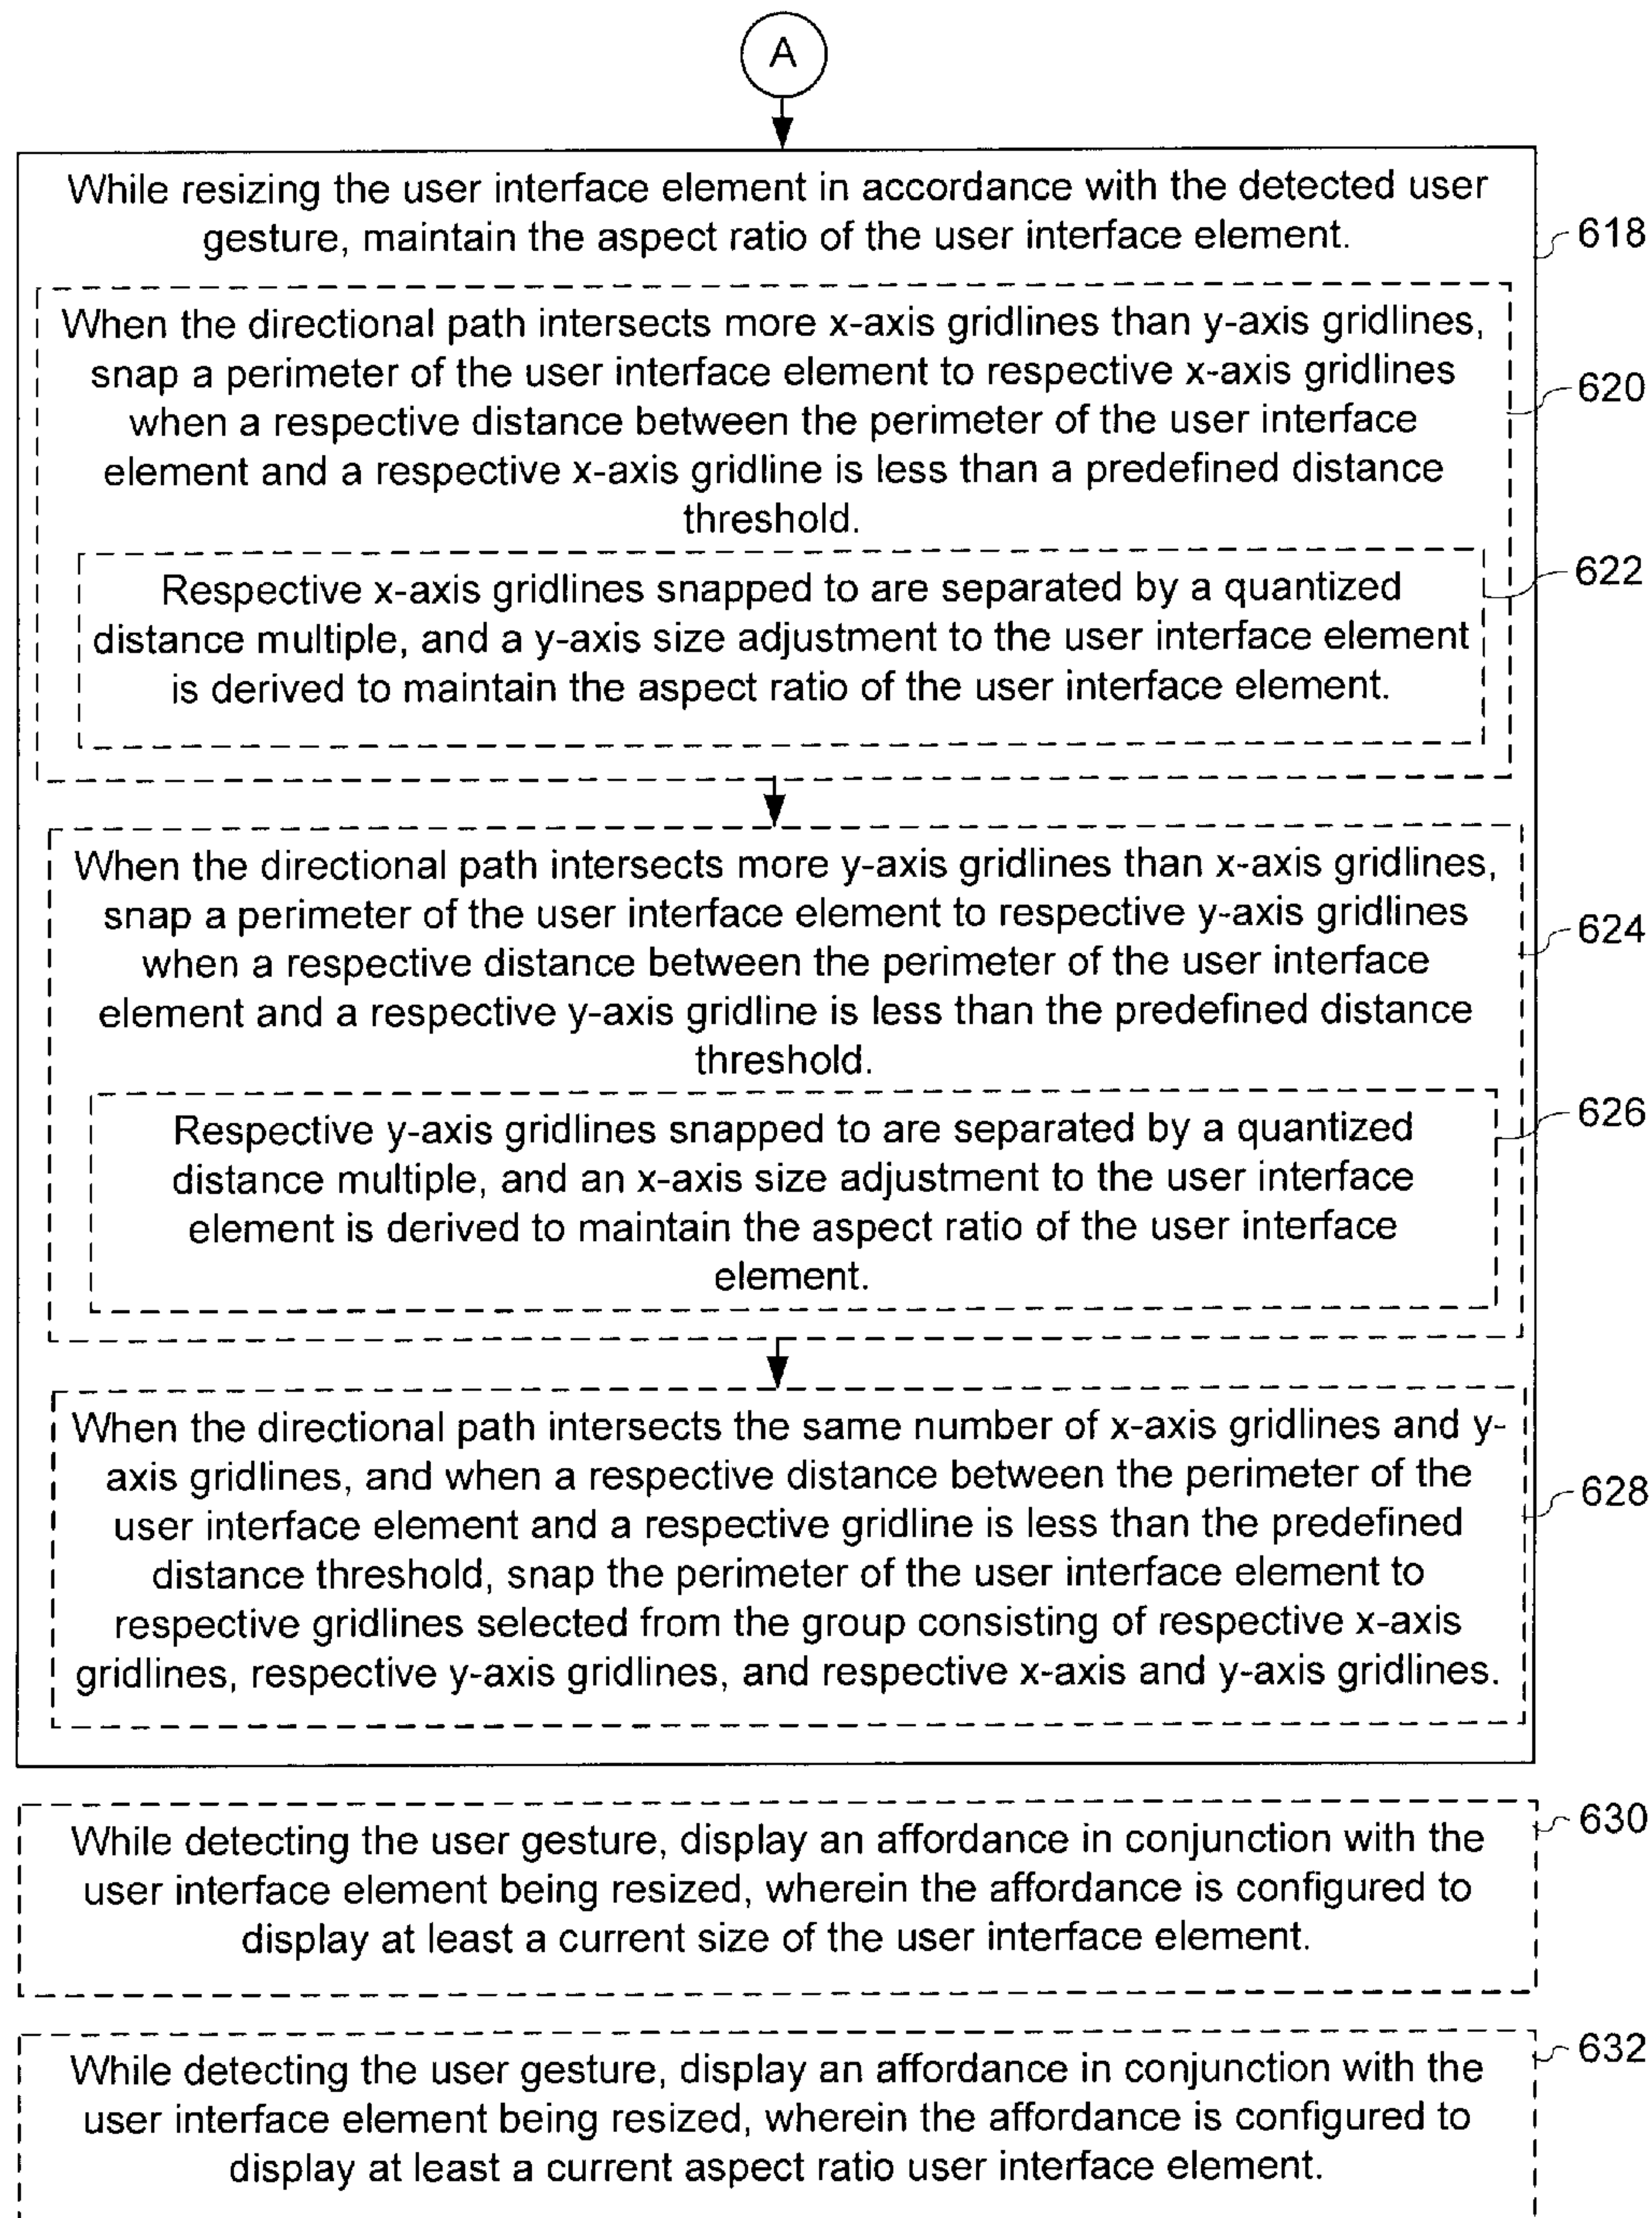 A
While resizing the user interface element in accordance with the detected user
gesture, maintain the aspect ratio of the user interface element.
618
When the directional path intersects more x-axis gridlines than y-axis gridlines,
snap a perimeter of the user interface element to respective x-axis gridlines
when a respective distance between the perimeter of the user interface
element and a respective x-axis gridline is less than a predefined distance
threshold.
620
Respective x-axis gridlines snapped to are separated by a quantized
distance multiple, and a y-axis size adjustment to the user interface element
is derived to maintain the aspect ratio of the user interface element.
622
When the directional path intersects more y-axis gridlines than x-axis gridlines,
snap a perimeter of the user interface element to respective y-axis gridlines
when a respective distance between the perimeter of the user interface
element and a respective y-axis gridline is less than the predefined distance
threshold.
624
Respective y-axis gridlines snapped to are separated by a quantized
distance multiple, and an x-axis size adjustment to the user interface
element is derived to maintain the aspect ratio of the user interface
element.
626
When the directional path intersects the same number of x-axis gridlines and y-
axis gridlines, and when a respective distance between the perimeter of the
user interface element and a respective gridline is less than the predefined
distance threshold, snap the perimeter of the user interface element to
respective gridlines selected from the group consisting of respective x-axis
gridlines, respective y-axis gridlines, and respective x-axis and y-axis gridlines.
628
While detecting the user gesture, display an affordance in conjunction with the
user interface element being resized, wherein the affordance is configured to
display at least a current size of the user interface element.
630
While detecting the user gesture, display an affordance in conjunction with the
user interface element being resized, wherein the affordance is configured to
display at least a current aspect ratio user interface element.
632